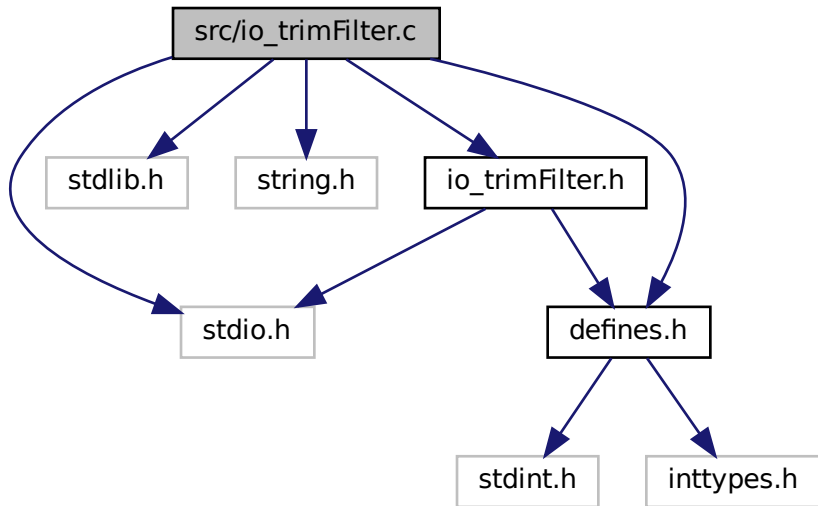 src/io_trimFilter.c
stdlib.h
string.h
io_trimFilter.h
stdio.h
defines.h
stdint.h
inttypes.h